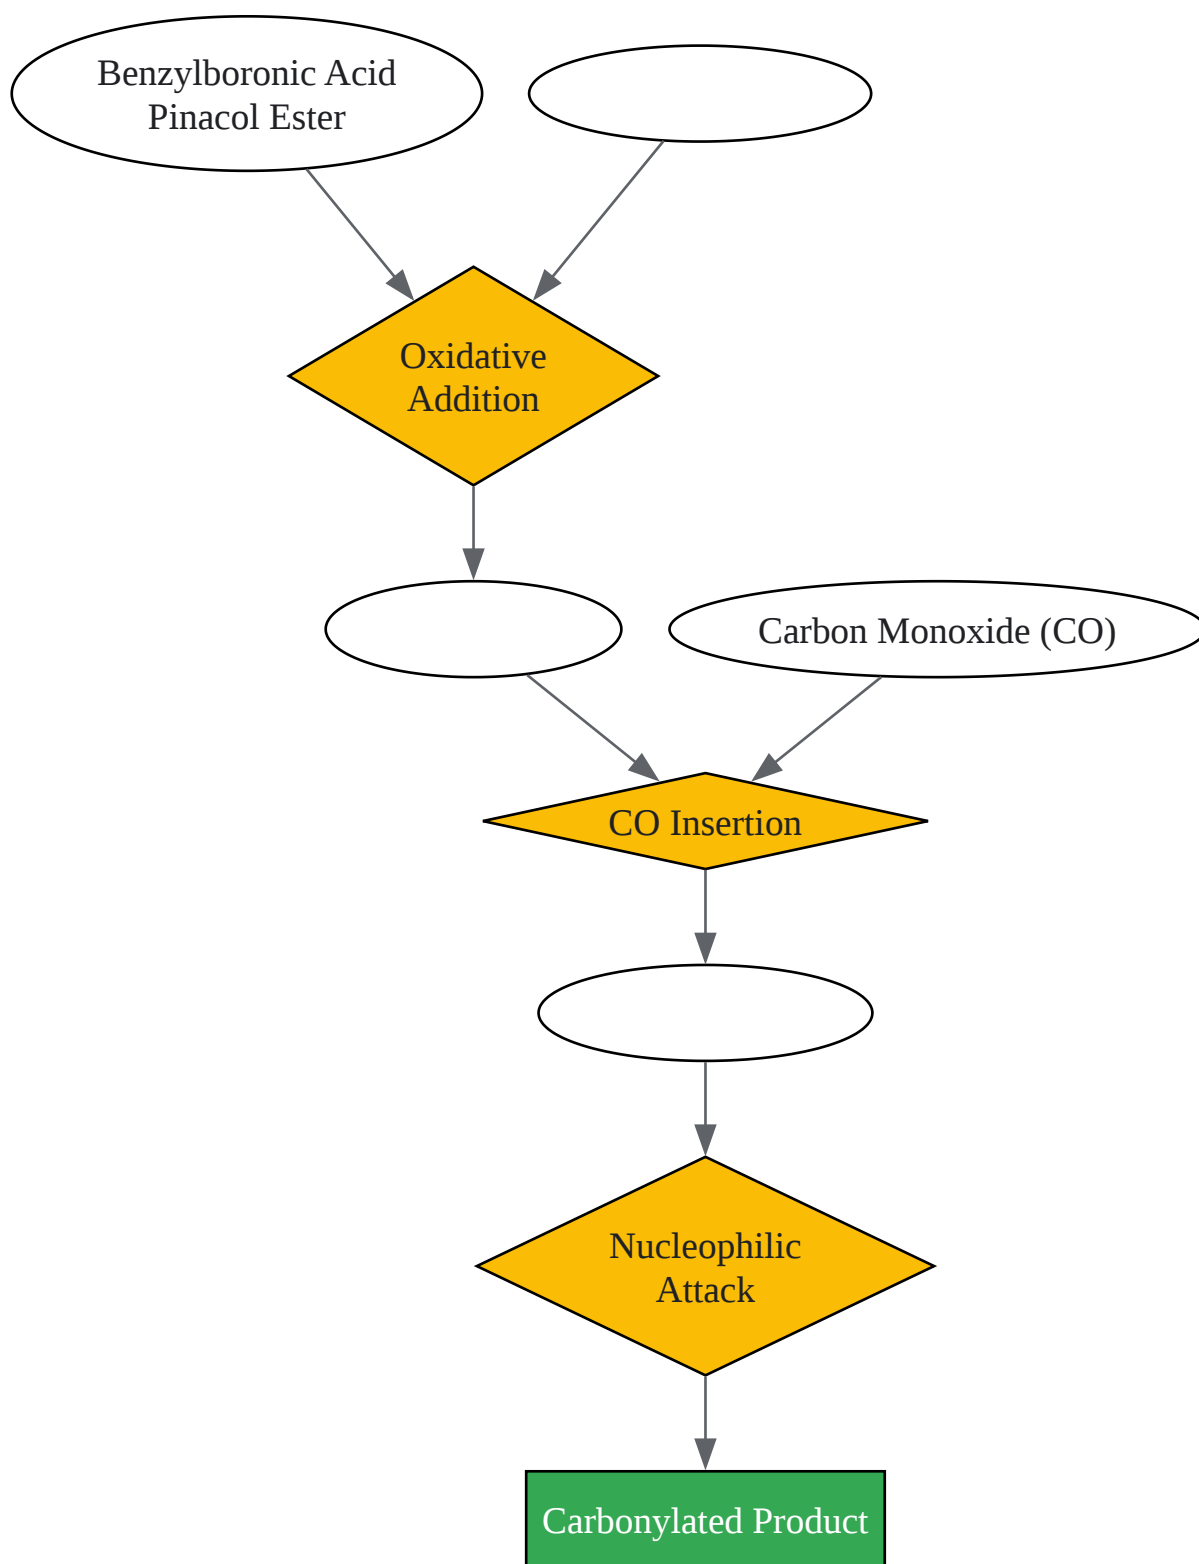 Benzylboronic Acid
Pinacol Ester
Oxidative
Addition
Carbon Monoxide (CO)
CO Insertion
Nucleophilic
Attack
Carbonylated Product